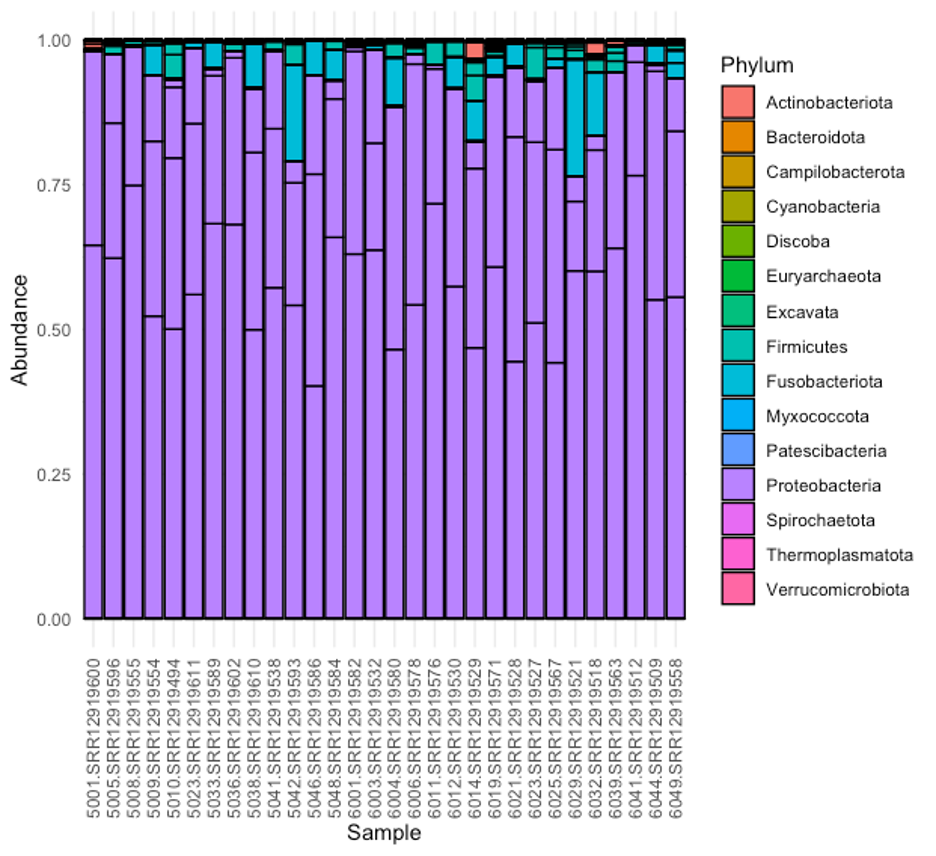 1.00
0.75
0.50
0.25
0.00
Abundance
5001.SRR12919600
5005.SRR12919596
5008.SRR12919555
5009.SRR12919554
5010.SRR12919494
5023.SRR12919611
5033.SRR12919589
5036.SRR12919602
5038.SRR12919610
5041.SRR12919538
5042.SRR12919593
5046.SRR12919586
5048.SRR12919584
6001.SRR12919582
6003.SRR12919532
6004.SRR12919580
6006.SRR12919578
6011.SRR12919576
6012.SRR12919530
6014.SRR12919529
6019.SRR12919571
6021.SRR12919528
6023.SRR12919527
6025.SRR12919567
6029.SRR12919521
6032.SRR12919518
6039.SRR12919563
6041.SRR12919512
6044.SRR12919509
6049.SRR12919558
Sample
Phylum
Actinobacteriota
Bacteroidota
Campilobacterota
Cyanobacteria
Discoba
Euryarchaeota
Excavata
Firmicutes
Fusobacteriota
Myxococcota
Patescibacteria
Proteobacteria
Spirochaetota
Thermoplasmatota
Verrucomicrobiota